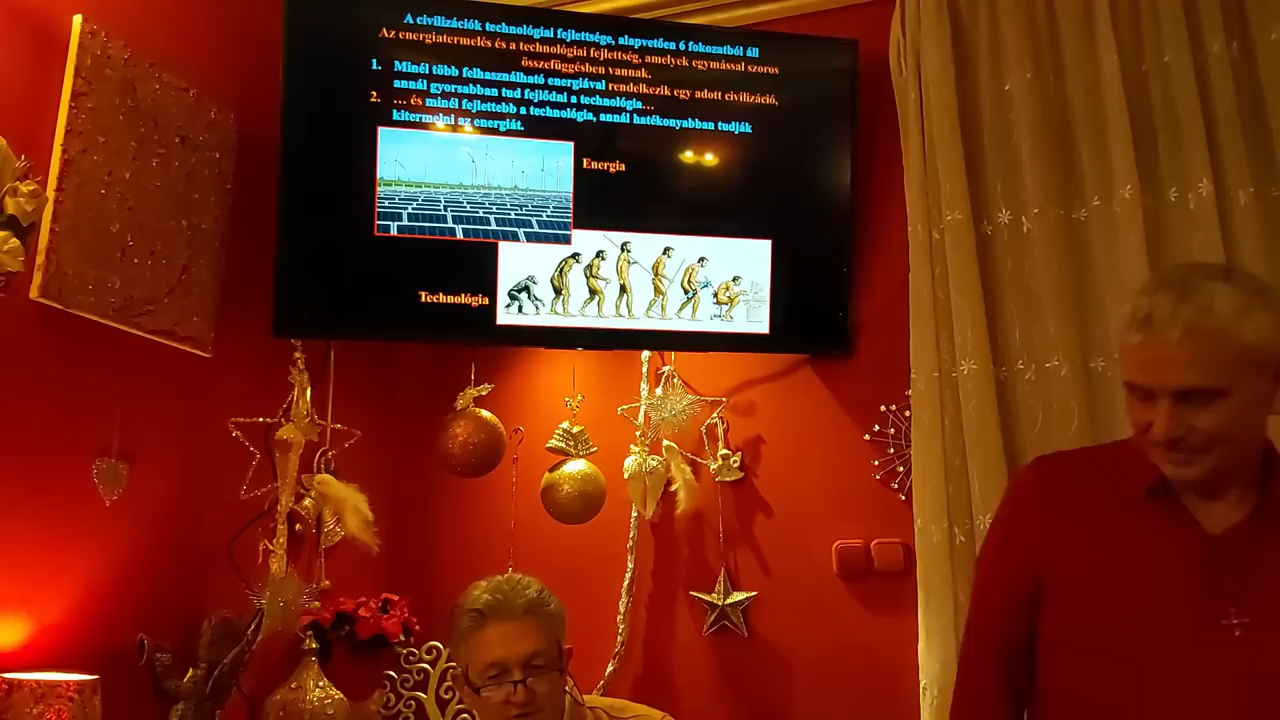 A civilizációk technológiai fejlettsége, alapvetően 6 fokozatból áll
Az energiatermelés és a technológiai fejlettség, amelyek egymással szoros
összefüggésben vannak.
1. Minél több felhasználható energiával rendelkezik egy adott civilizáció,
annál gyorsabban tud fejlődni a technológia…
2. … és minél fejlettebb a technológia, annál hatékonyabban tudják
kitermelni az energiát.
Energia
Technológia